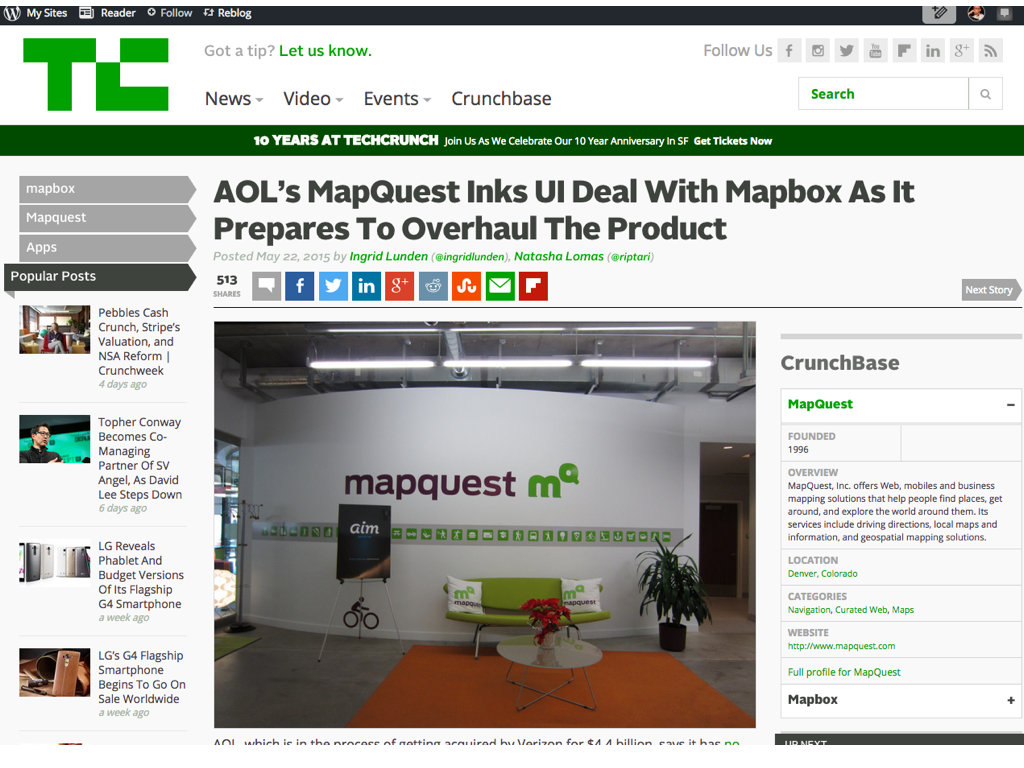 My Sites Reader Follow Reblog
TC
Got a tip? Let us know.
Follow Us
News Video Events Crunchbase
Search
10 YEARS AT TECHCRUNCH Join Us As We Celebrate Our 10 Year Anniversary In SF Get Tickets Now
mapbox
Mapquest
Apps
Popular Posts
Pebbles Cash
Crunch, Stripe's
Valuation, and
NSA Reform |
Crunchweek
4 days ago
Topher Conway
Becomes Co-
Managing
Partner Of SV
Angel, As David
Lee Steps Down
6 days ago
LG Reveals
Phablet And
Budget Versions
Of Its Flagship
G4 Smartphone
a week ago
LG's G4 Flagship
Smartphone
Begins To Go On
Sale Worldwide
a week ago
AOL's MapQuest Inks UI Deal With Mapbox As It
Prepares To Overhaul The Product
Posted May 22, 2015 by Ingrid Lunden (@ingridlunden), Natasha Lomas (@riptari)
513
SHARES
Next Story
mapquest mq
aim
mq
mapquest
mq
mapquest
AOL, which is in the process of getting acquired by Verizon for $4.4 billion, says it has no
CrunchBase
MapQuest –
FOUNDED
1996
OVERVIEW
MapQuest, Inc. offers Web, mobiles and business
mapping solutions that help people find places, get
around, and explore the world around them. Its
services include driving directions, local maps and
information, and geospatial mapping solutions.
LOCATION
Denver, Colorado
CATEGORIES
Navigation, Curated Web, Maps
WEBSITE
http://www.mapquest.com
Full profile for MapQuest
Mapbox +
UP NEXT